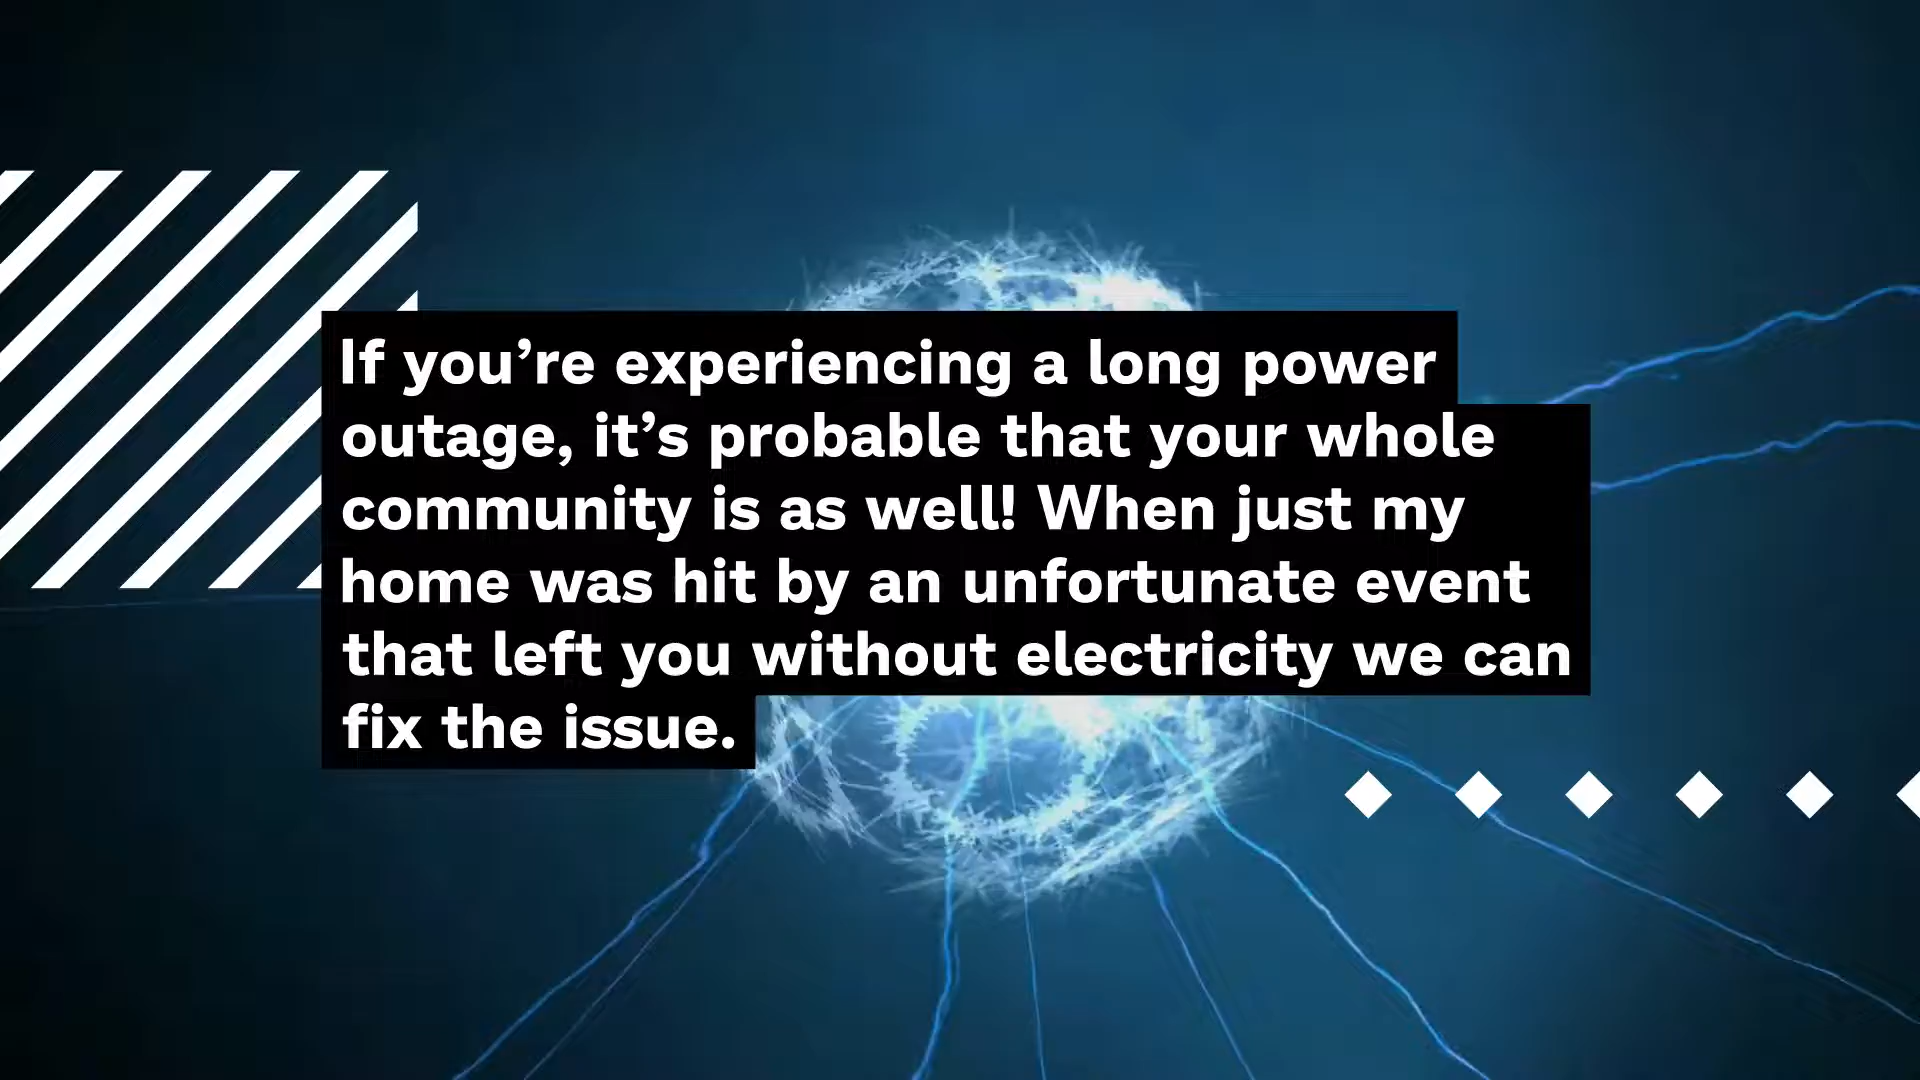 If you’re experiencing a long power
outage, it’s probable that your whole
community is as well! When just my
home was hit by an unfortunate event
that left you without electricity we can
fix the issue.